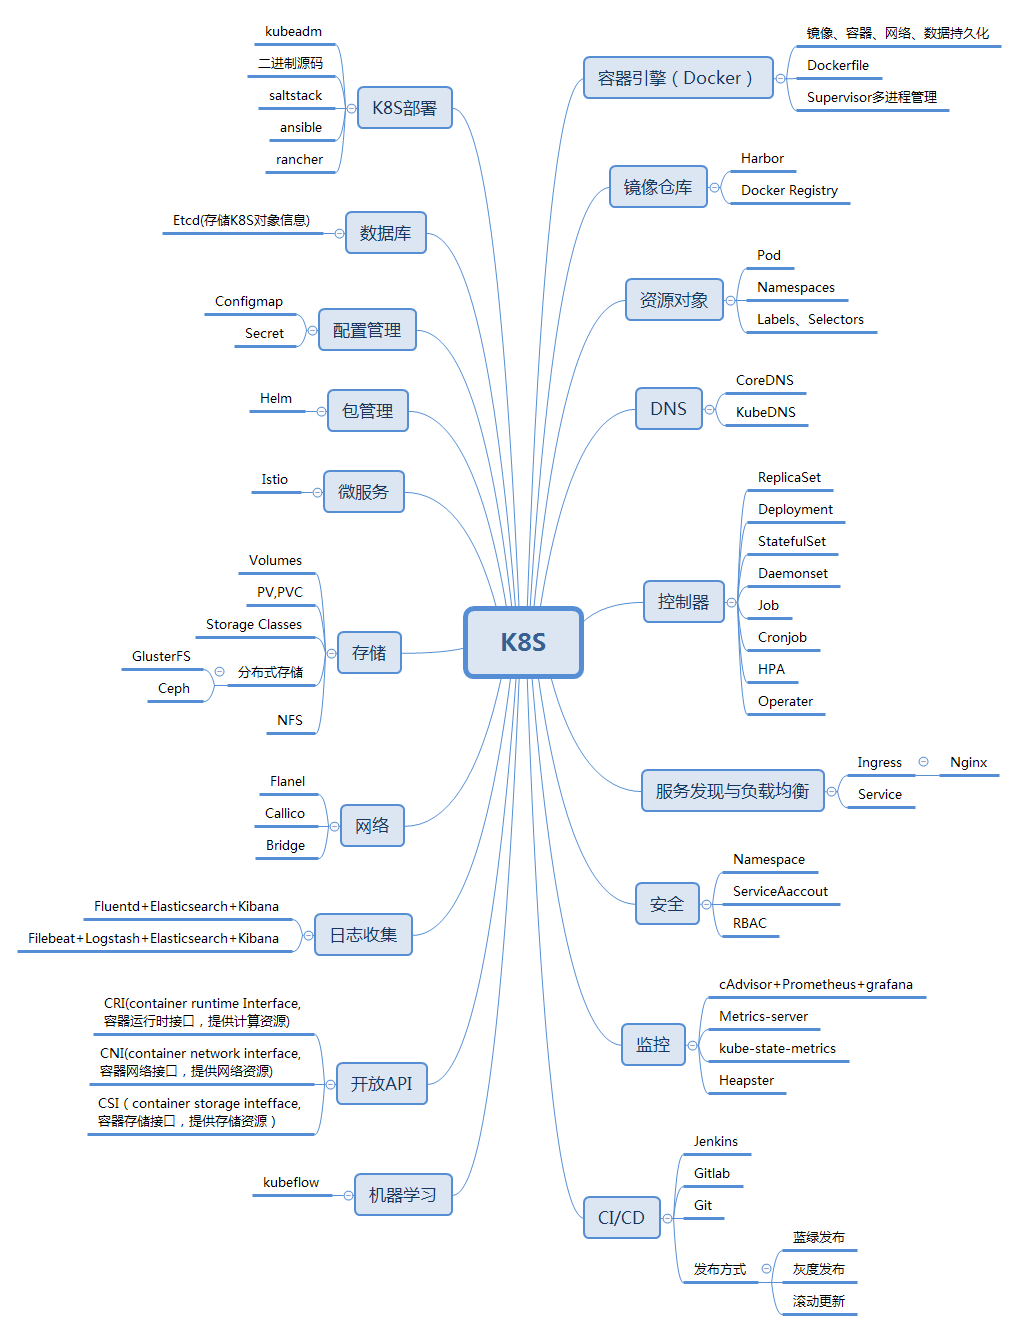 K8S
容器引擎（Docker）
镜像、容器、网络、数据持久化
Dockerfile
Supervisor多进程管理
镜像仓库
Harbor
Docker Registry
资源对象
Pod
Namespaces
Labels、Selectors
DNS
CoreDNS
KubeDNS
控制器
ReplicaSet
Deployment
StatefulSet
Daemonset
Job
Cronjob
HPA
Operater
服务发现与负载均衡
Ingress
Nginx
Service
安全
Namespace
ServiceAaccout
RBAC
监控
cAdvisor+Prometheus+grafana
Metrics-server
kube-state-metrics
Heapster
CI/CD
Jenkins
Gitlab
Git
发布方式
蓝绿发布
灰度发布
滚动更新
K8S部署
kubeadm
二进制源码
saltstack
ansible
rancher
数据库
Etcd(存储K8S对象信息)
配置管理
Configmap
Secret
包管理
Helm
微服务
Istio
存储
Volumes
PV,PVC
Storage Classes
分布式存储
GlusterFS
Ceph
NFS
网络
Flanel
Callico
Bridge
日志收集
Fluentd+Elasticsearch+Kibana
Filebeat+Logstash+Elasticsearch+Kibana
开放API
CRI(container runtime Interface,
容器运行时接口，提供计算资源)
CNI(container network interface,
容器网络接口，提供网络资源)
CSI（container storage intefface,
容器存储接口，提供存储资源）
机器学习
kubeflow